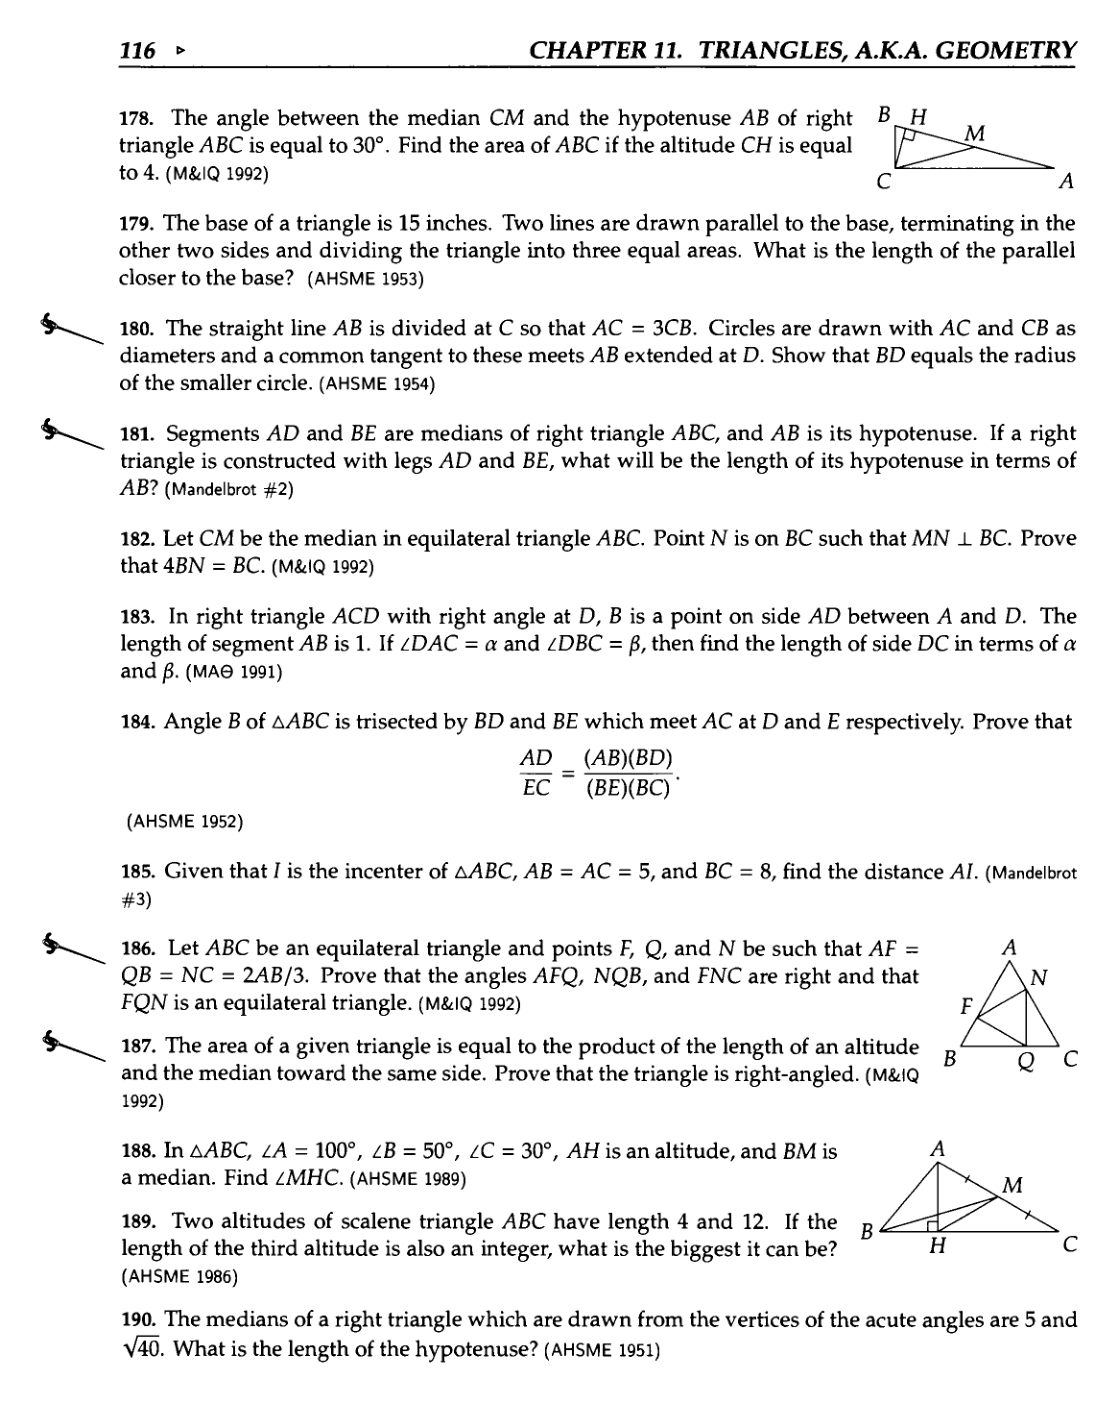 116 ▹ CHAPTER 11. TRIANGLES, A.K.A. GEOMETRY
178. The angle between the median CM and the hypotenuse AB of right
triangle ABC is equal to 30°. Find the area of ABC if the altitude CH is equal
to 4. (M&IQ 1992)
B H
M
C A
179. The base of a triangle is 15 inches. Two lines are drawn parallel to the base, terminating in the
other two sides and dividing the triangle into three equal areas. What is the length of the parallel
closer to the base? (AHSME 1953)
180. The straight line AB is divided at C so that AC = 3CB. Circles are drawn with AC and CB as
diameters and a common tangent to these meets AB extended at D. Show that BD equals the radius
of the smaller circle. (AHSME 1954)
181. Segments AD and BE are medians of right triangle ABC, and AB is its hypotenuse. If a right
triangle is constructed with legs AD and BE, what will be the length of its hypotenuse in terms of
AB? (Mandelbrot #2)
182. Let CM be the median in equilateral triangle ABC. Point N is on BC such that MN ⊥ BC. Prove
that 4BN = BC. (M&IQ 1992)
183. In right triangle ACD with right angle at D, B is a point on side AD between A and D. The
length of segment AB is 1. If ∠DAC = α and ∠DBC = β, then find the length of side DC in terms of α
and β. (MAΘ 1991)
184. Angle B of △ABC is trisected by BD and BE which meet AC at D and E respectively. Prove that
AD/EC = (AB)(BD)/(BE)(BC).
(AHSME 1952)
185. Given that I is the incenter of △ABC, AB = AC = 5, and BC = 8, find the distance AI. (Mandelbrot
#3)
186. Let ABC be an equilateral triangle and points F, Q, and N be such that AF =
QB = NC = 2AB/3. Prove that the angles AFQ, NQB, and FNC are right and that
FQN is an equilateral triangle. (M&IQ 1992)
A
N
F
B Q C
187. The area of a given triangle is equal to the product of the length of an altitude
and the median toward the same side. Prove that the triangle is right-angled. (M&IQ
1992)
188. In △ABC, ∠A = 100°, ∠B = 50°, ∠C = 30°, AH is an altitude, and BM is
a median. Find ∠MHC. (AHSME 1989)
A
M
B H C
189. Two altitudes of scalene triangle ABC have length 4 and 12. If the
length of the third altitude is also an integer, what is the biggest it can be?
(AHSME 1986)
190. The medians of a right triangle which are drawn from the vertices of the acute angles are 5 and
√40. What is the length of the hypotenuse? (AHSME 1951)